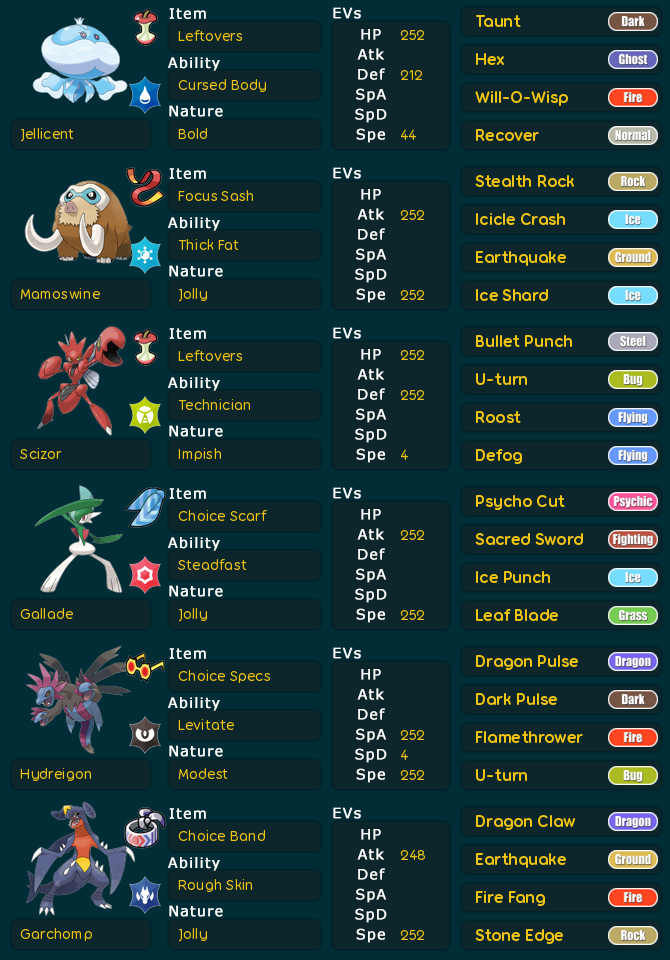 Item
Leftovers
Ability
Cursed Body
Nature
Bold
Jellicent
EVs
HP 252
Atk
Def 212
SpA
SpD
Spe 44
Taunt Dark
Hex Ghost
Will-O-Wisp Fire
Recover Normal
Item
Focus Sash
Ability
Thick Fat
Nature
Jolly
Mamoswine
EVs
HP
Atk 252
Def
SpA
SpD
Spe 252
Stealth Rock Rock
Icicle Crash Ice
Earthquake Ground
Ice Shard Ice
Item
Leftovers
Ability
Technician
Nature
Impish
Scizor
EVs
HP 252
Atk
Def 252
SpA
SpD
Spe 4
Bullet Punch Steel
U-turn Bug
Roost Flying
Defog Flying
Item
Choice Scarf
Ability
Steadfast
Nature
Jolly
Gallade
EVs
HP
Atk 252
Def
SpA
SpD
Spe 252
Psycho Cut Psychic
Sacred Sword Fighting
Ice Punch Ice
Leaf Blade Grass
Item
Choice Specs
Ability
Levitate
Nature
Modest
Hydreigon
EVs
HP
Atk
Def
SpA 252
SpD 4
Spe 252
Dragon Pulse Dragon
Dark Pulse Dark
Flamethrower Fire
U-turn Bug
Item
Choice Band
Ability
Rough Skin
Nature
Jolly
Garchomp
EVs
HP
Atk 248
Def
SpA
SpD
Spe 252
Dragon Claw Dragon
Earthquake Ground
Fire Fang Fire
Stone Edge Rock